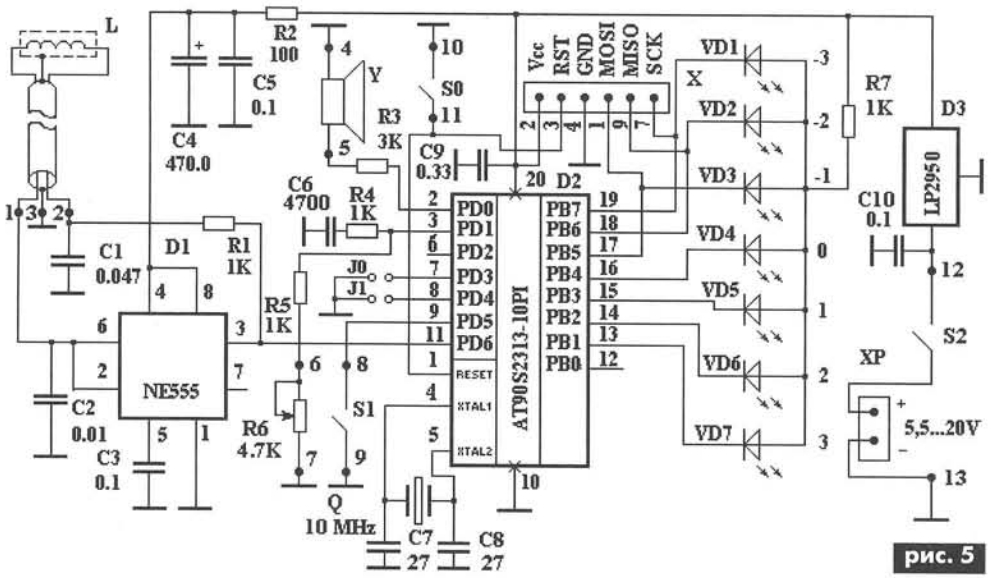 L
R2
100
4
+
C4
470.0
C5
0.1
Y
5
R3
3K
10
S0
11
C9
0.33
Vcc
RST
GND
MOSI
MISO
SCK
X
2
3
4
1
9
7
VD1
-3
VD2
-2
VD3
-1
VD4
0
VD5
1
VD6
2
VD7
3
R7
1K
D3
LP2950
C10
0.1
12
S2
XP
+
5,5...20V
−
13
1
3
2
C1
0.047
R1
1K
D1
4
8
6
3
2
7
NE555
5
1
C2
0.01
C3
0.1
C6
4700
R4
1K
R5
1K
J0
J1
6
R6
4.7K
7
8
S1
9
20
D2
AT90S2313-10PI
2
PD0
3
PD1
6
PD2
7
PD3
8
PD4
9
PD5
11
PD6
1
RESET
4
XTAL1
5
XTAL2
PB7
19
PB6
18
PB5
17
PB4
16
PB3
15
PB2
14
PB1
13
PB0
12
10
Q
10 MHz
C7
27
C8
27
рис. 5